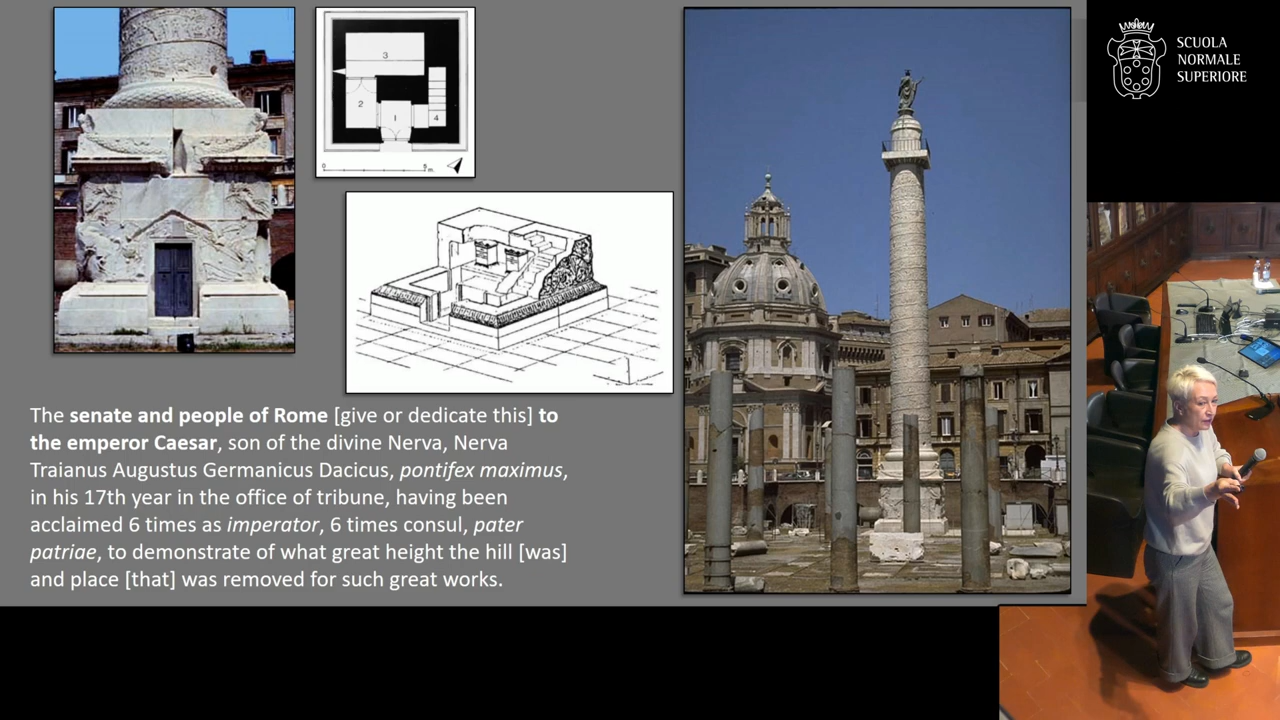 SCUOLA
NORMALE
SUPERIORE
3
2
1
4
0
5
m.
The senate and people of Rome [give or dedicate this] to
the emperor Caesar, son of the divine Nerva, Nerva
Traianus Augustus Germanicus Dacicus, pontifex maximus,
in his 17th year in the office of tribune, having been
acclaimed 6 times as imperator, 6 times consul, pater
patriae, to demonstrate of what great height the hill [was]
and place [that] was removed for such great works.